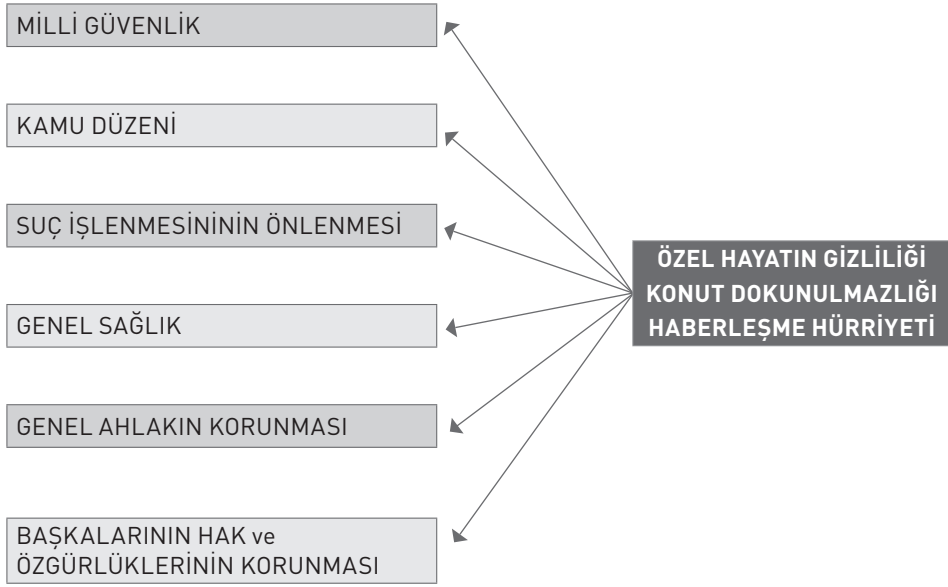 MİLLİ GÜVENLİK
KAMU DÜZENİ
SUÇ İŞLENMESİNİNİN ÖNLENMESİ
GENEL SAĞLIK
GENEL AHLAKIN KORUNMASI
BAŞKALARININ HAK ve
ÖZGÜRLÜKLERİNİN KORUNMASI
ÖZEL HAYATIN GİZLİLİĞİ
KONUT DOKUNULMAZLIĞI
HABERLEŞME HÜRRİYETİ